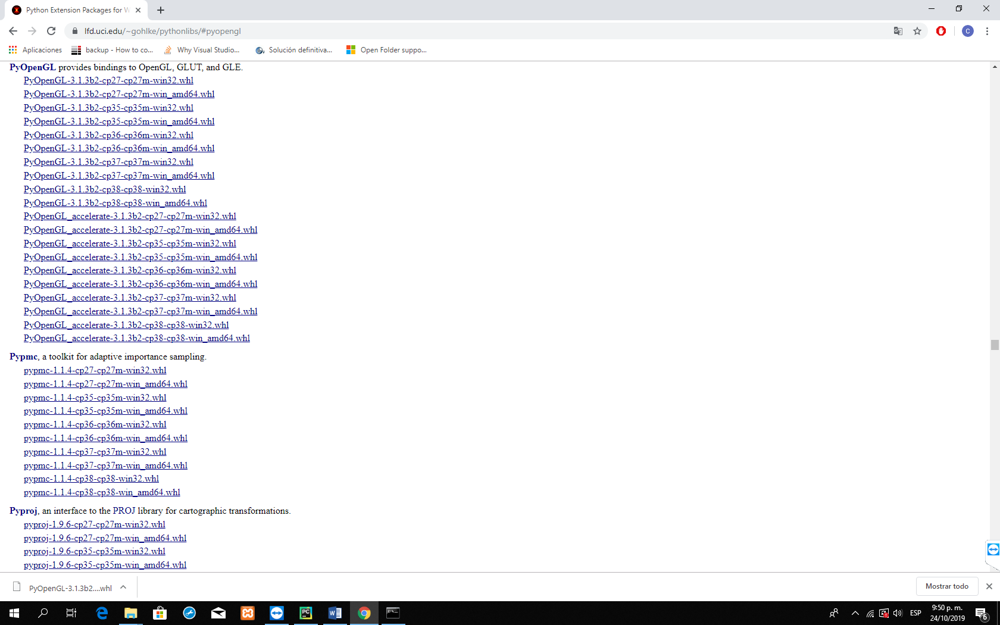 Python Extension Packages for W
lfd.uci.edu/~gohlke/pythonlibs/#pyopengl
C
Aplicaciones
backup - How to co...
Why Visual Studio...
Solución definitiva...
Open Folder suppo...
PyOpenGL provides bindings to OpenGL, GLUT, and GLE.
PyOpenGL-3.1.3b2-cp27-cp27m-win32.whl
PyOpenGL-3.1.3b2-cp27-cp27m-win_amd64.whl
PyOpenGL-3.1.3b2-cp35-cp35m-win32.whl
PyOpenGL-3.1.3b2-cp35-cp35m-win_amd64.whl
PyOpenGL-3.1.3b2-cp36-cp36m-win32.whl
PyOpenGL-3.1.3b2-cp36-cp36m-win_amd64.whl
PyOpenGL-3.1.3b2-cp37-cp37m-win32.whl
PyOpenGL-3.1.3b2-cp37-cp37m-win_amd64.whl
PyOpenGL-3.1.3b2-cp38-cp38-win32.whl
PyOpenGL-3.1.3b2-cp38-cp38-win_amd64.whl
PyOpenGL_accelerate-3.1.3b2-cp27-cp27m-win32.whl
PyOpenGL_accelerate-3.1.3b2-cp27-cp27m-win_amd64.whl
PyOpenGL_accelerate-3.1.3b2-cp35-cp35m-win32.whl
PyOpenGL_accelerate-3.1.3b2-cp35-cp35m-win_amd64.whl
PyOpenGL_accelerate-3.1.3b2-cp36-cp36m-win32.whl
PyOpenGL_accelerate-3.1.3b2-cp36-cp36m-win_amd64.whl
PyOpenGL_accelerate-3.1.3b2-cp37-cp37m-win32.whl
PyOpenGL_accelerate-3.1.3b2-cp37-cp37m-win_amd64.whl
PyOpenGL_accelerate-3.1.3b2-cp38-cp38-win32.whl
PyOpenGL_accelerate-3.1.3b2-cp38-cp38-win_amd64.whl
Pypmc, a toolkit for adaptive importance sampling.
pypmc-1.1.4-cp27-cp27m-win32.whl
pypmc-1.1.4-cp27-cp27m-win_amd64.whl
pypmc-1.1.4-cp35-cp35m-win32.whl
pypmc-1.1.4-cp35-cp35m-win_amd64.whl
pypmc-1.1.4-cp36-cp36m-win32.whl
pypmc-1.1.4-cp36-cp36m-win_amd64.whl
pypmc-1.1.4-cp37-cp37m-win32.whl
pypmc-1.1.4-cp37-cp37m-win_amd64.whl
pypmc-1.1.4-cp38-cp38-win32.whl
pypmc-1.1.4-cp38-cp38-win_amd64.whl
Pyproj, an interface to the PROJ library for cartographic transformations.
pyproj-1.9.6-cp27-cp27m-win32.whl
pyproj-1.9.6-cp27-cp27m-win_amd64.whl
pyproj-1.9.6-cp35-cp35m-win32.whl
pyproj-1.9.6-cp35-cp35m-win_amd64.whl
PyOpenGL-3.1.3b2....whl
Mostrar todo
PC
W
ESP
9:50 p. m.
24/10/2019
6